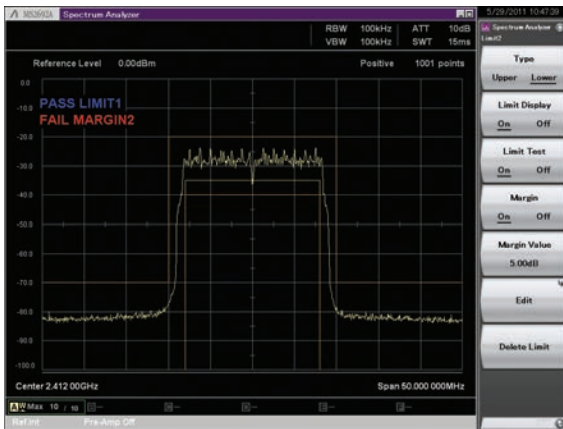 MS2692A Spectrum Analyzer
5/29/2011 10:47:39
RBW 100kHz ATT 10dB
VBW 100kHz SWT 15ms
Reference Level 0.00dBm Positive 1001 points
0.0
PASS LIMIT1
-10.0
FAIL MARGIN2
-20.0
-30.0
-40.0
-50.0
-60.0
-70.0
-80.0
-90.0
-100.0
Center 2.412 00GHz Span 50.000 000MHz
A W Max 10 / 10
Ref.Int Pre-Amp Off
Spectrum Analyzer
Limit2
Type
Upper Lower
Limit Display
On Off
Limit Test
On Off
Margin
On Off
Margin Value
5.00dB
Edit
Delete Limit